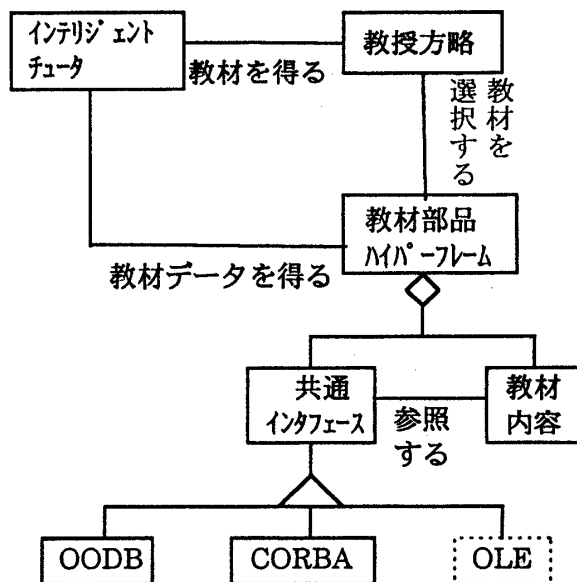 インテリジェント
チュータ
教授方略
教材を得る
教材を
選択する
教材部品
ハイパーフレーム
教材データを得る
共通
インタフェース
教材
内容
参照
する
OODB
CORBA
OLE